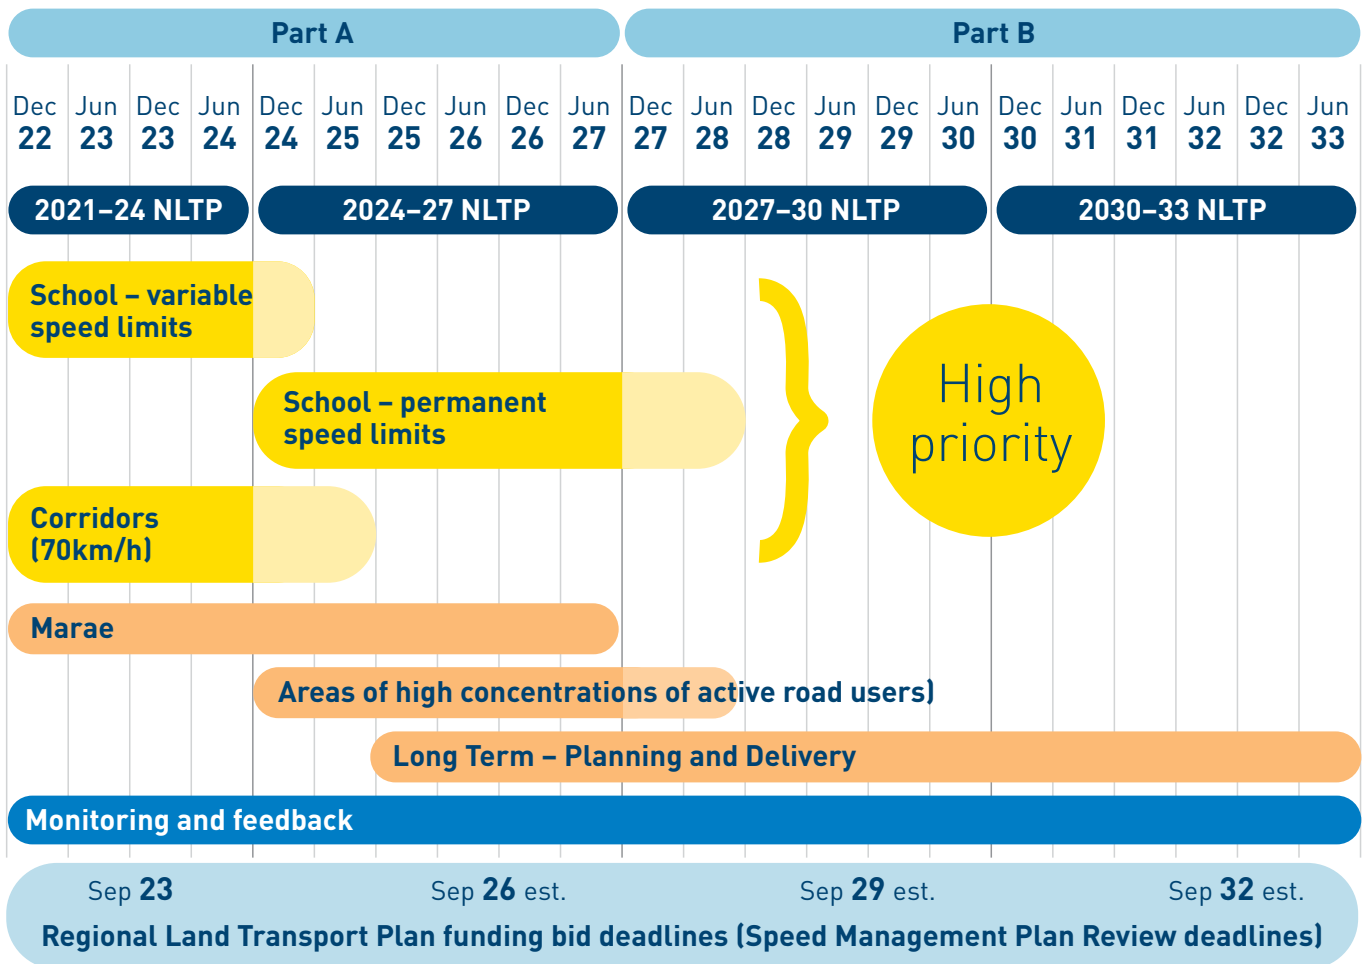 Part A Part B
Dec Jun Dec Jun Dec Jun Dec Jun Dec Jun Dec Jun Dec Jun Dec Jun Dec Jun Dec Jun Dec Jun
22 23 23 24 24 25 25 26 26 27 27 28 28 29 29 30 30 31 31 32 32 33
2021–24 NLTP 2024–27 NLTP 2027–30 NLTP 2030–33 NLTP
School – variable
speed limits
School – permanent
speed limits
High
priority
Corridors
(70km/h)
Marae
Areas of high concentrations of active road users)
Long Term – Planning and Delivery
Monitoring and feedback
Sep 23 Sep 26 est. Sep 29 est. Sep 32 est.
Regional Land Transport Plan funding bid deadlines (Speed Management Plan Review deadlines)